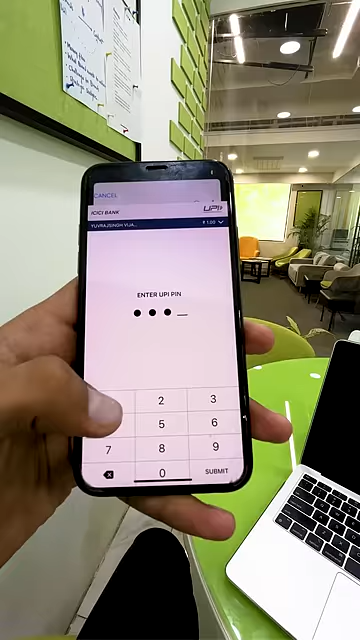 CANCEL
ICICI BANK UPI
YUVRAJSINGH VIJA... ₹ 1.00
ENTER UPI PIN
2 3
5 6
7 8 9
0 SUBMIT